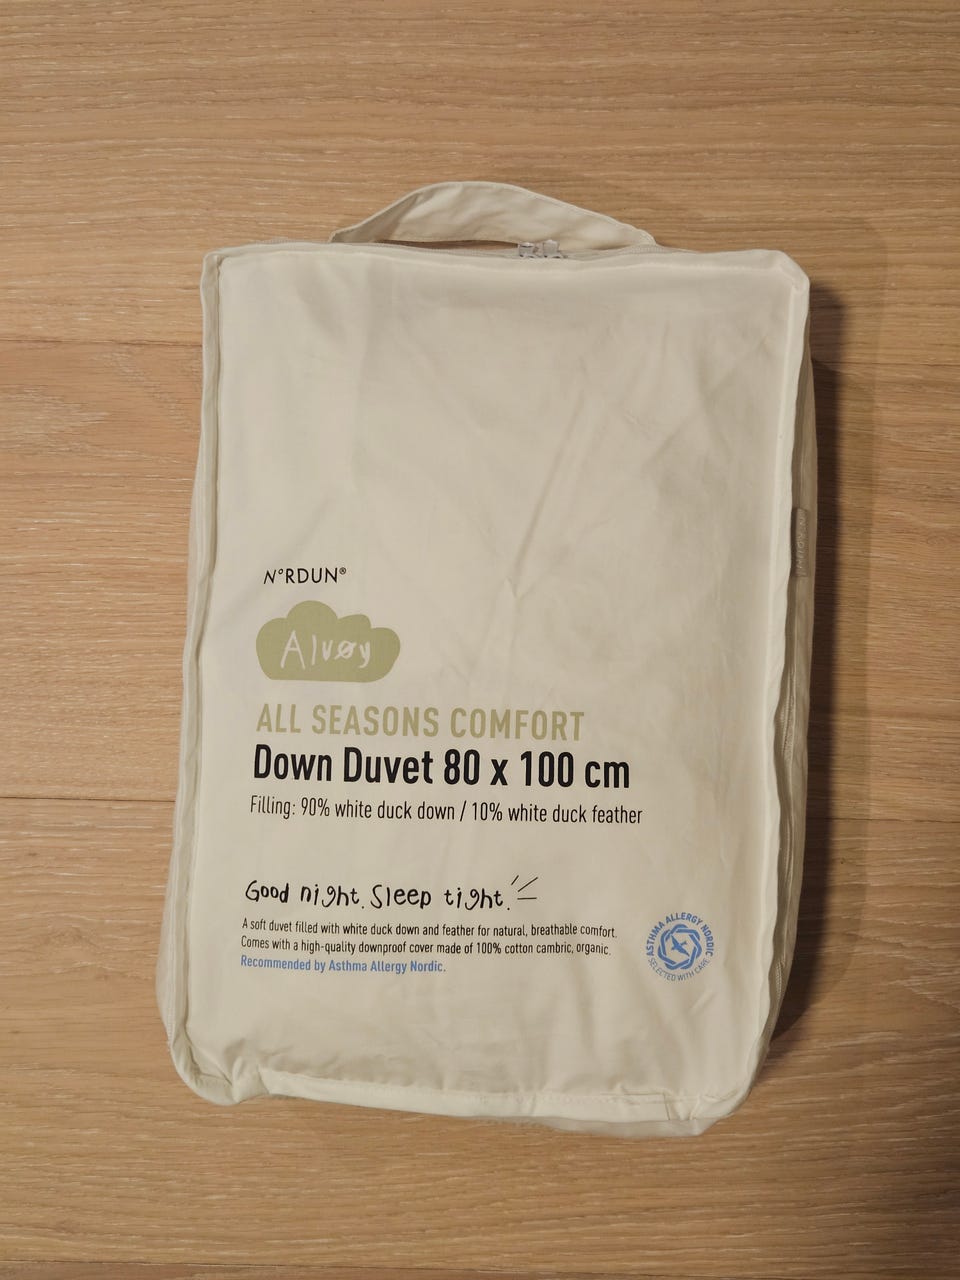 N°RDUN®
Alvøy
ALL SEASONS COMFORT
Down Duvet 80 x 100 cm
Filling: 90% white duck down / 10% white duck feather
Good night. Sleep tight.
A soft duvet filled with white duck down and feather for natural, breathable comfort.
Comes with a high-quality downproof cover made of 100% cotton cambric, organic.
Recommended by Asthma Allergy Nordic.
ASTHMA ALLERGY NORDIC
SELECTED WITH CARE
N°RDUN